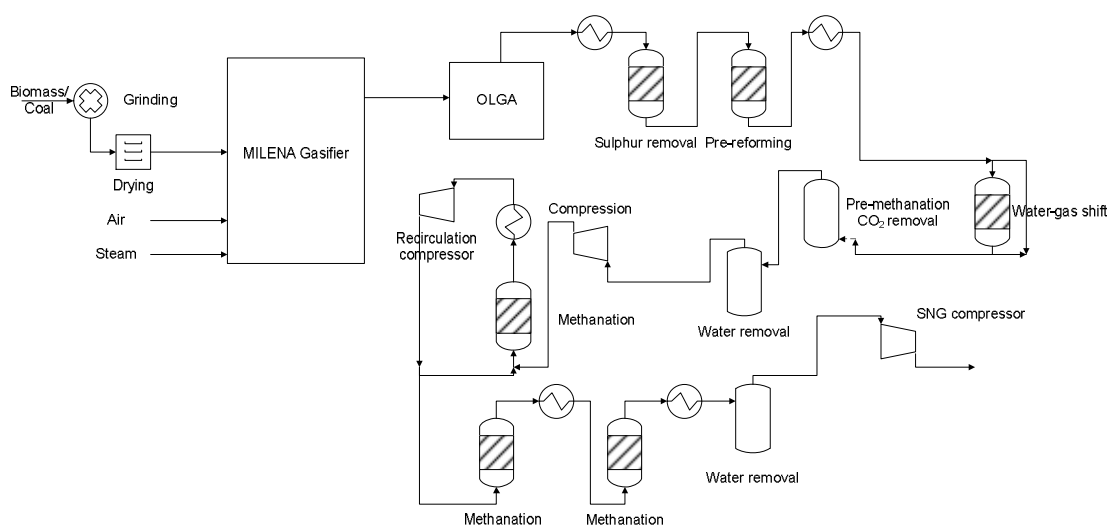 Biomass/
Coal
Grinding
Drying
Air
Steam
MILENA Gasifier
OLGA
Sulphur removal
Pre-reforming
Water-gas shift
Pre-methanation
CO₂ removal
Water removal
Compression
Recirulation
compressor
Methanation
Methanation
Methanation
Water removal
SNG compressor